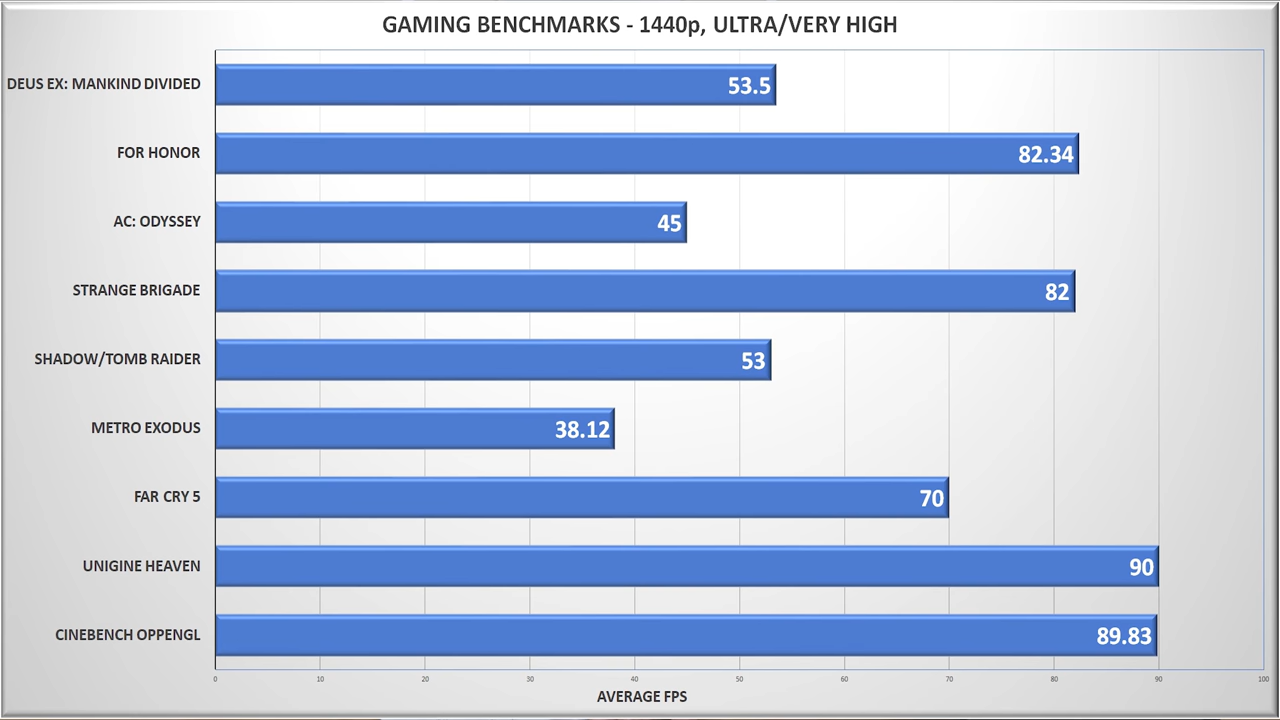 GAMING BENCHMARKS - 1440p, ULTRA/VERY HIGH
DEUS EX: MANKIND DIVIDED 53.5
FOR HONOR 82.34
AC: ODYSSEY 45
STRANGE BRIGADE 82
SHADOW/TOMB RAIDER 53
METRO EXODUS 38.12
FAR CRY 5 70
UNIGINE HEAVEN 90
CINEBENCH OPPENGL 89.83
0 10 20 30 40 50 60 70 80 90 100
AVERAGE FPS